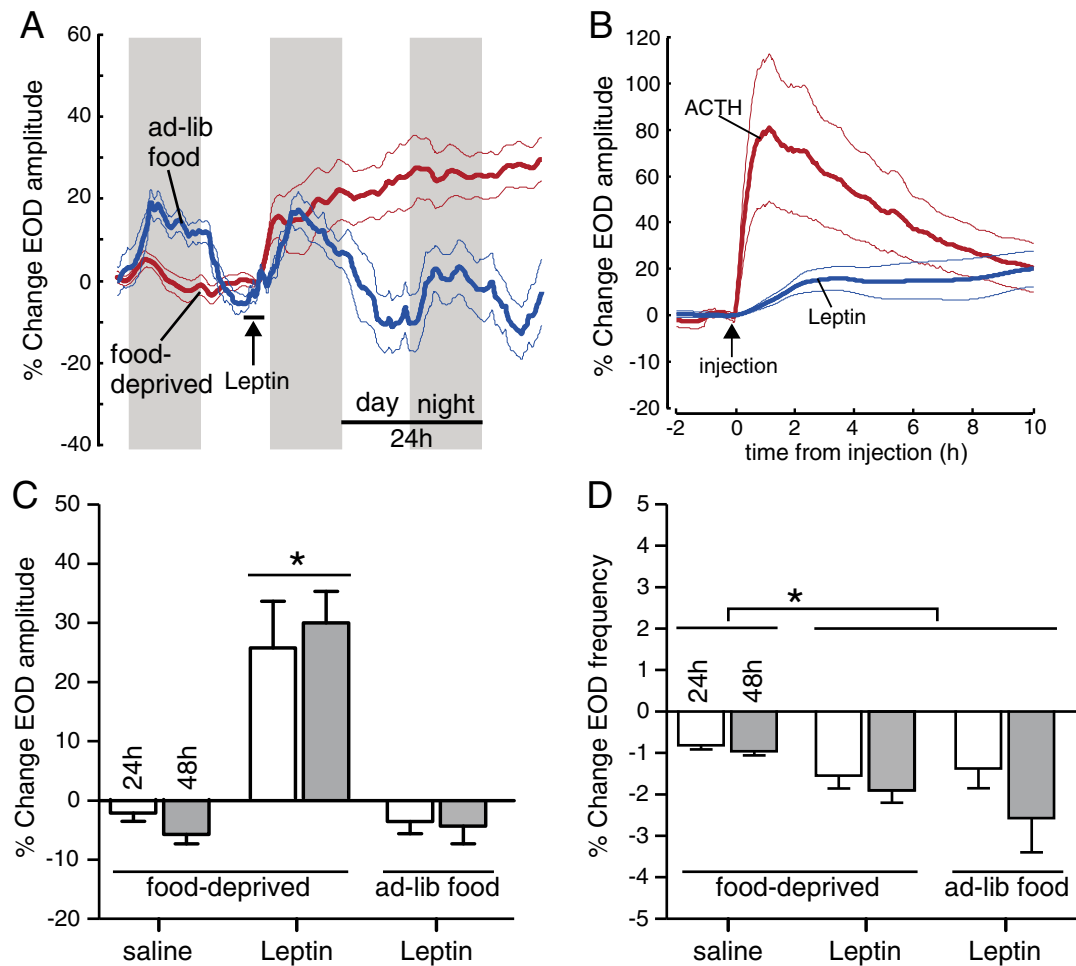 A
% Change EOD amplitude
60
40
20
0
-20
-40
ad-lib
food
food-
deprived
Leptin
day night
24h
B
% Change EOD amplitude
120
100
80
60
40
20
0
-20
ACTH
Leptin
injection
-2 0 2 4 6 8 10
time from injection (h)
C
% Change EOD amplitude
50
40
30
20
10
0
-10
-20
*
24h
48h
food-deprived ad-lib food
saline Leptin Leptin
D
% Change EOD frequency
5
4
3
2
1
0
-1
-2
-3
-4
-5
*
24h
48h
food-deprived ad-lib food
saline Leptin Leptin